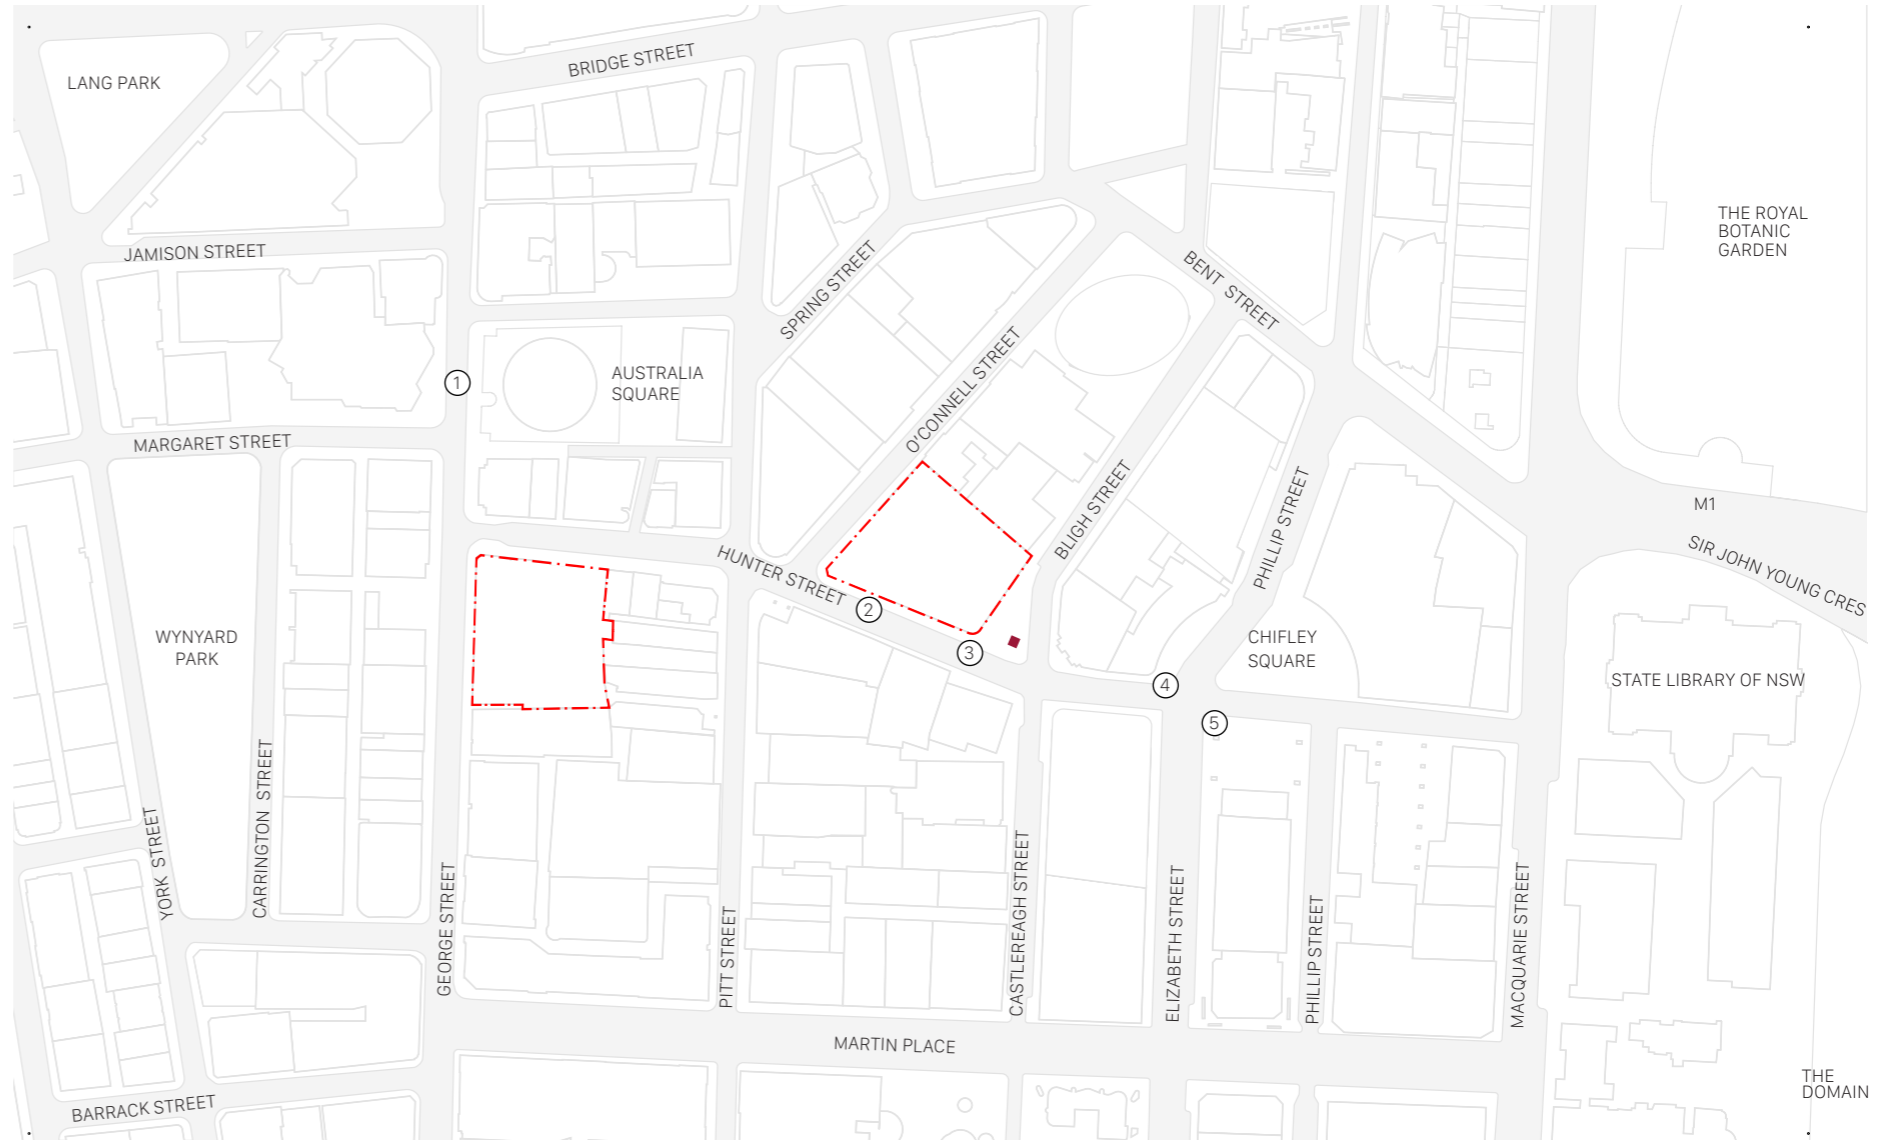 LANG PARK
BRIDGE STREET
THE ROYAL
BOTANIC
GARDEN
JAMISON STREET
SPRING STREET
BENT STREET
1
AUSTRALIA
SQUARE
O'CONNELL STREET
MARGARET STREET
BLIGH STREET
PHILLIP STREET
M1
SIR JOHN YOUNG CRES
HUNTER STREET
2
3
WYNYARD
PARK
CHIFLEY
SQUARE
4
STATE LIBRARY OF NSW
5
YORK STREET
CARRINGTON STREET
GEORGE STREET
PITT STREET
CASTLEREAGH STREET
ELIZABETH STREET
PHILLIP STREET
MACQUARIE STREET
MARTIN PLACE
THE
DOMAIN
BARRACK STREET